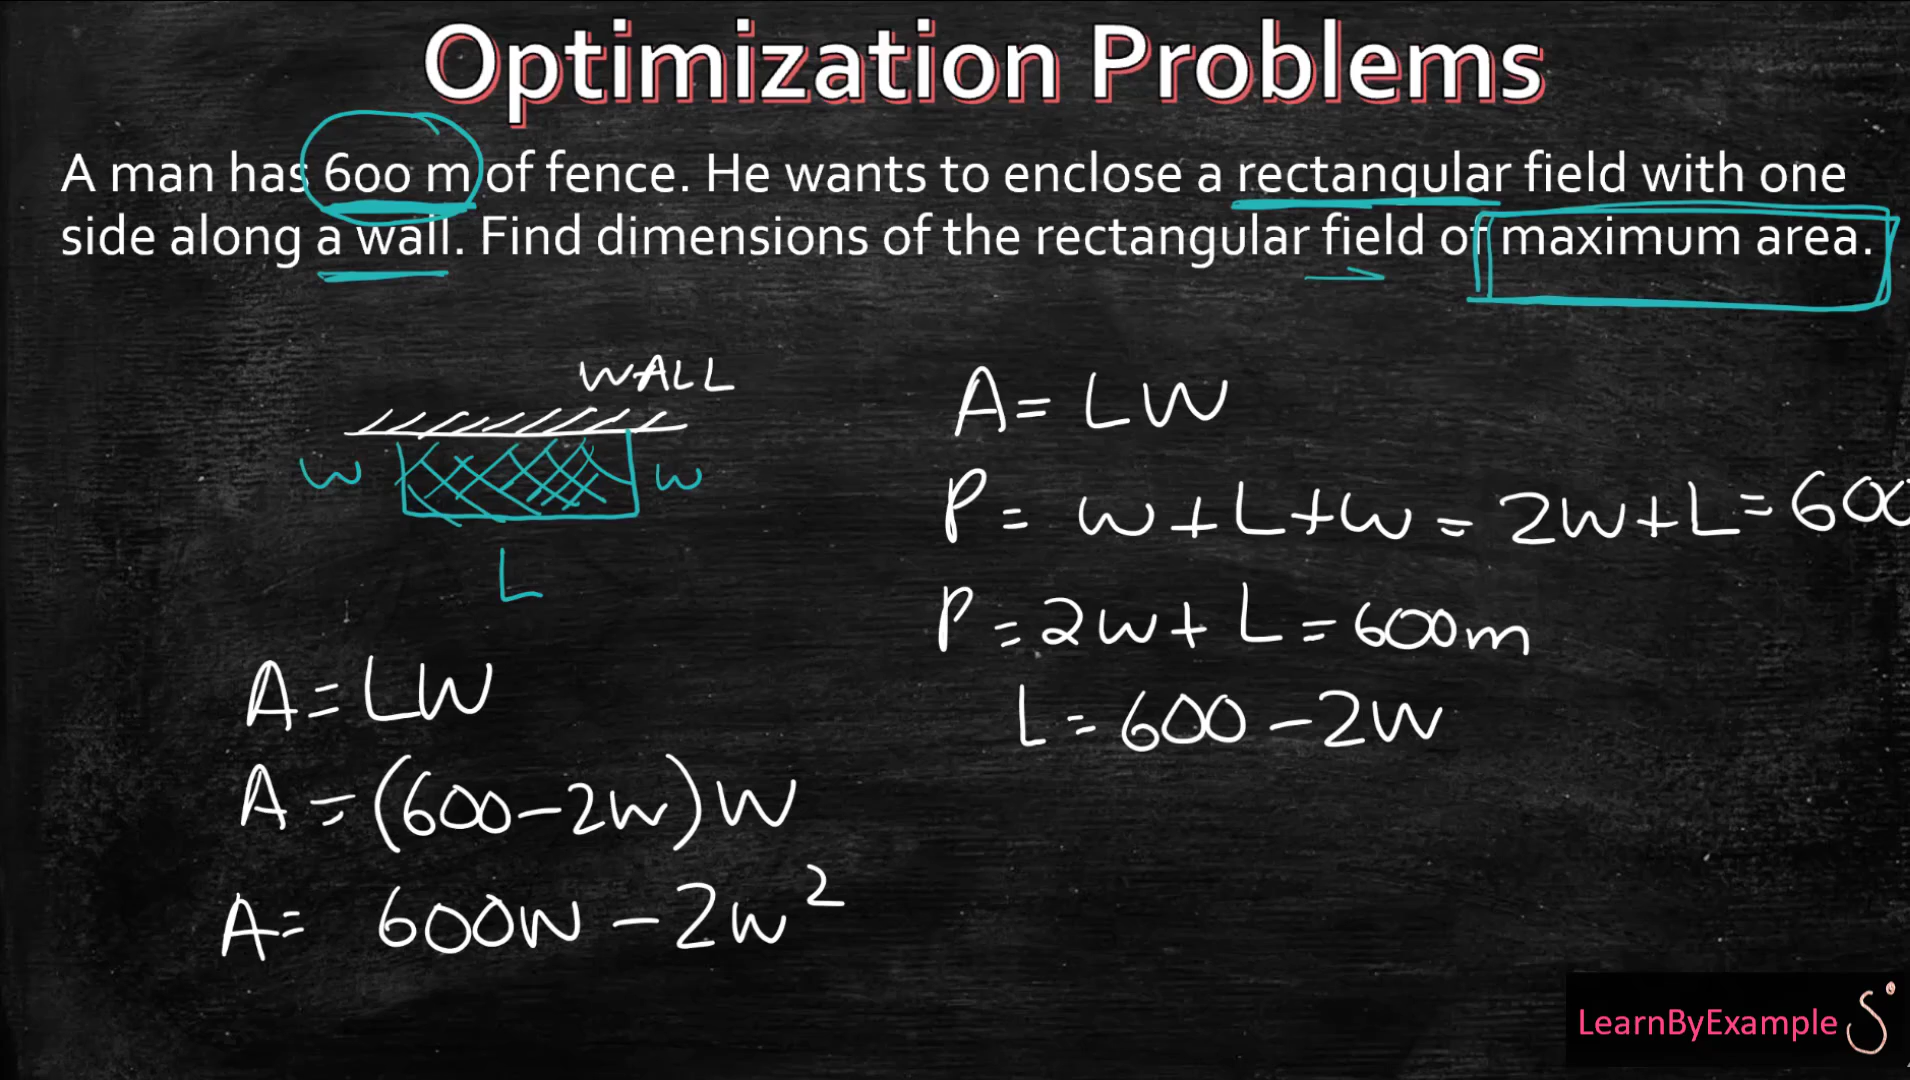 Optimization Problems
A man has 600 m of fence. He wants to enclose a rectangular field with one
side along a wall. Find dimensions of the rectangular field of maximum area.
WALL
W W
L
A = LW
P = W + L + W = 2W + L = 600
P = 2W + L = 600m
L = 600 - 2W
A = LW
A = (600 - 2W) W
A = 600W - 2W²
LearnByExample